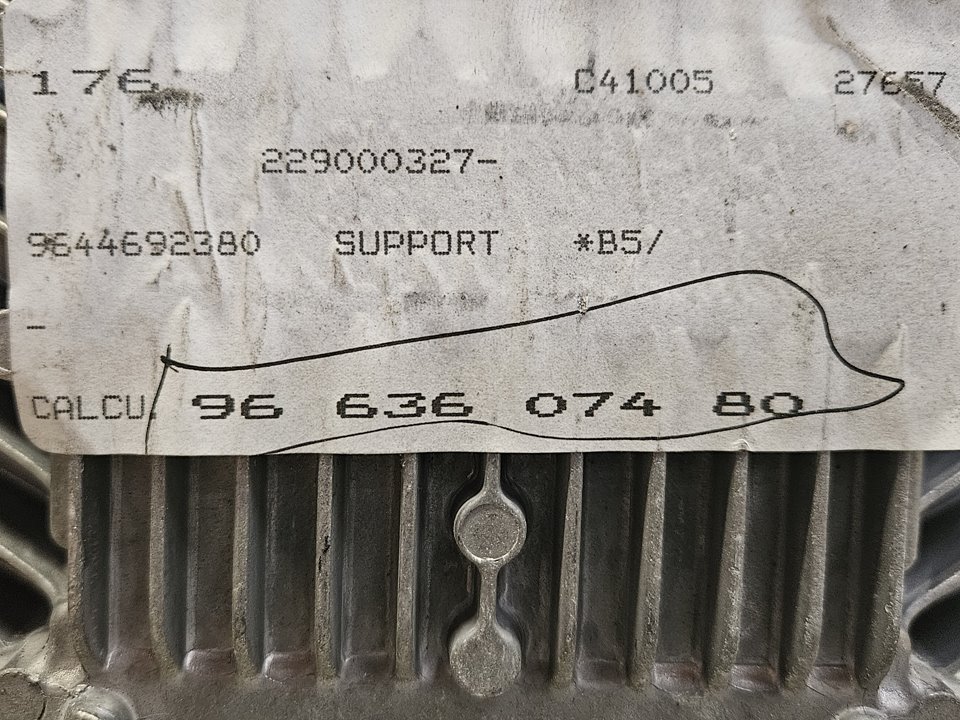 176 C41005 27657
229000327-
9644692380 SUPPORT *B5/
-
CALCU. 96 636 074 80